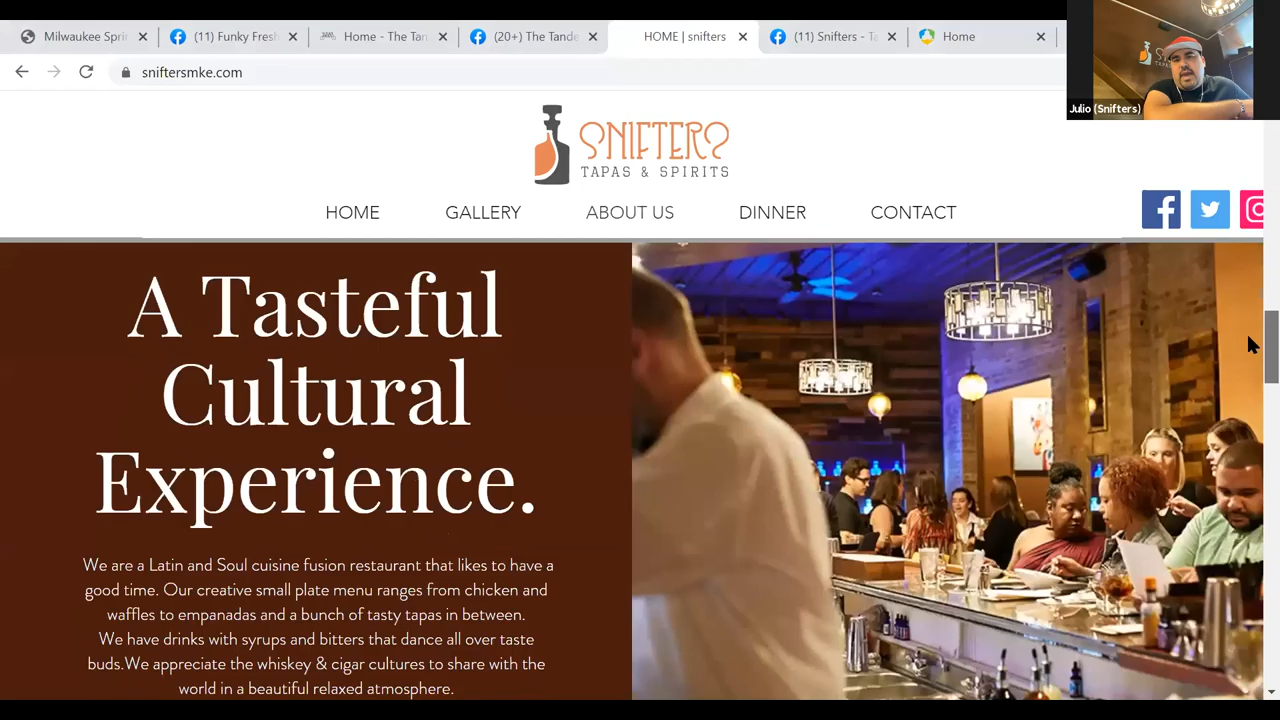 Milwaukee Spri
(11) Funky Fresh
Home - The Tan
(20+) The Tande
HOME | snifters
(11) Snifters - Ta
Home
sniftersmke.com
Julio (Snifters)
SNIFTERS
TAPAS & SPIRITS
HOME
GALLERY
ABOUT US
DINNER
CONTACT
A Tasteful
Cultural
Experience.
We are a Latin and Soul cuisine fusion restaurant that likes to have a
good time. Our creative small plate menu ranges from chicken and
waffles to empanadas and a bunch of tasty tapas in between.
We have drinks with syrups and bitters that dance all over taste
buds.We appreciate the whiskey & cigar cultures to share with the
world in a beautiful relaxed atmosphere.